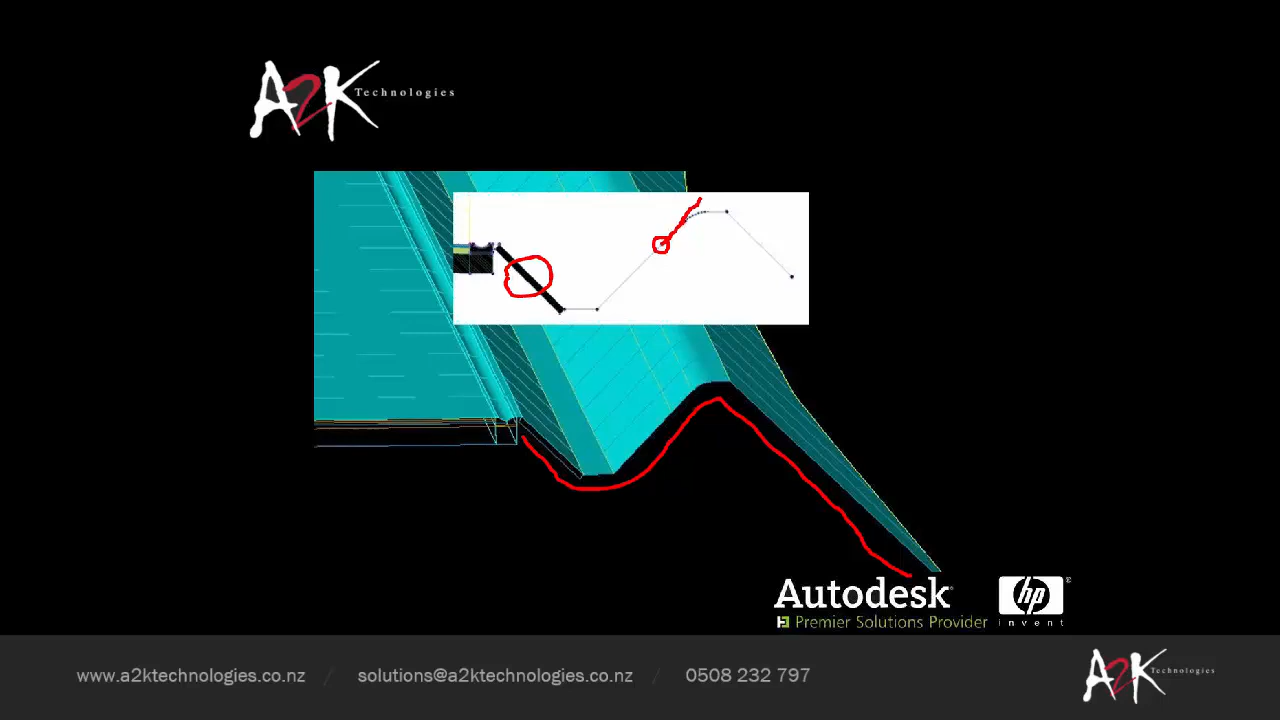 A2K Technologies
Autodesk®
Premier Solutions Provider
hp®
invent
www.a2ktechnologies.co.nz / solutions@a2ktechnologies.co.nz / 0508 232 797
A2K Technologies